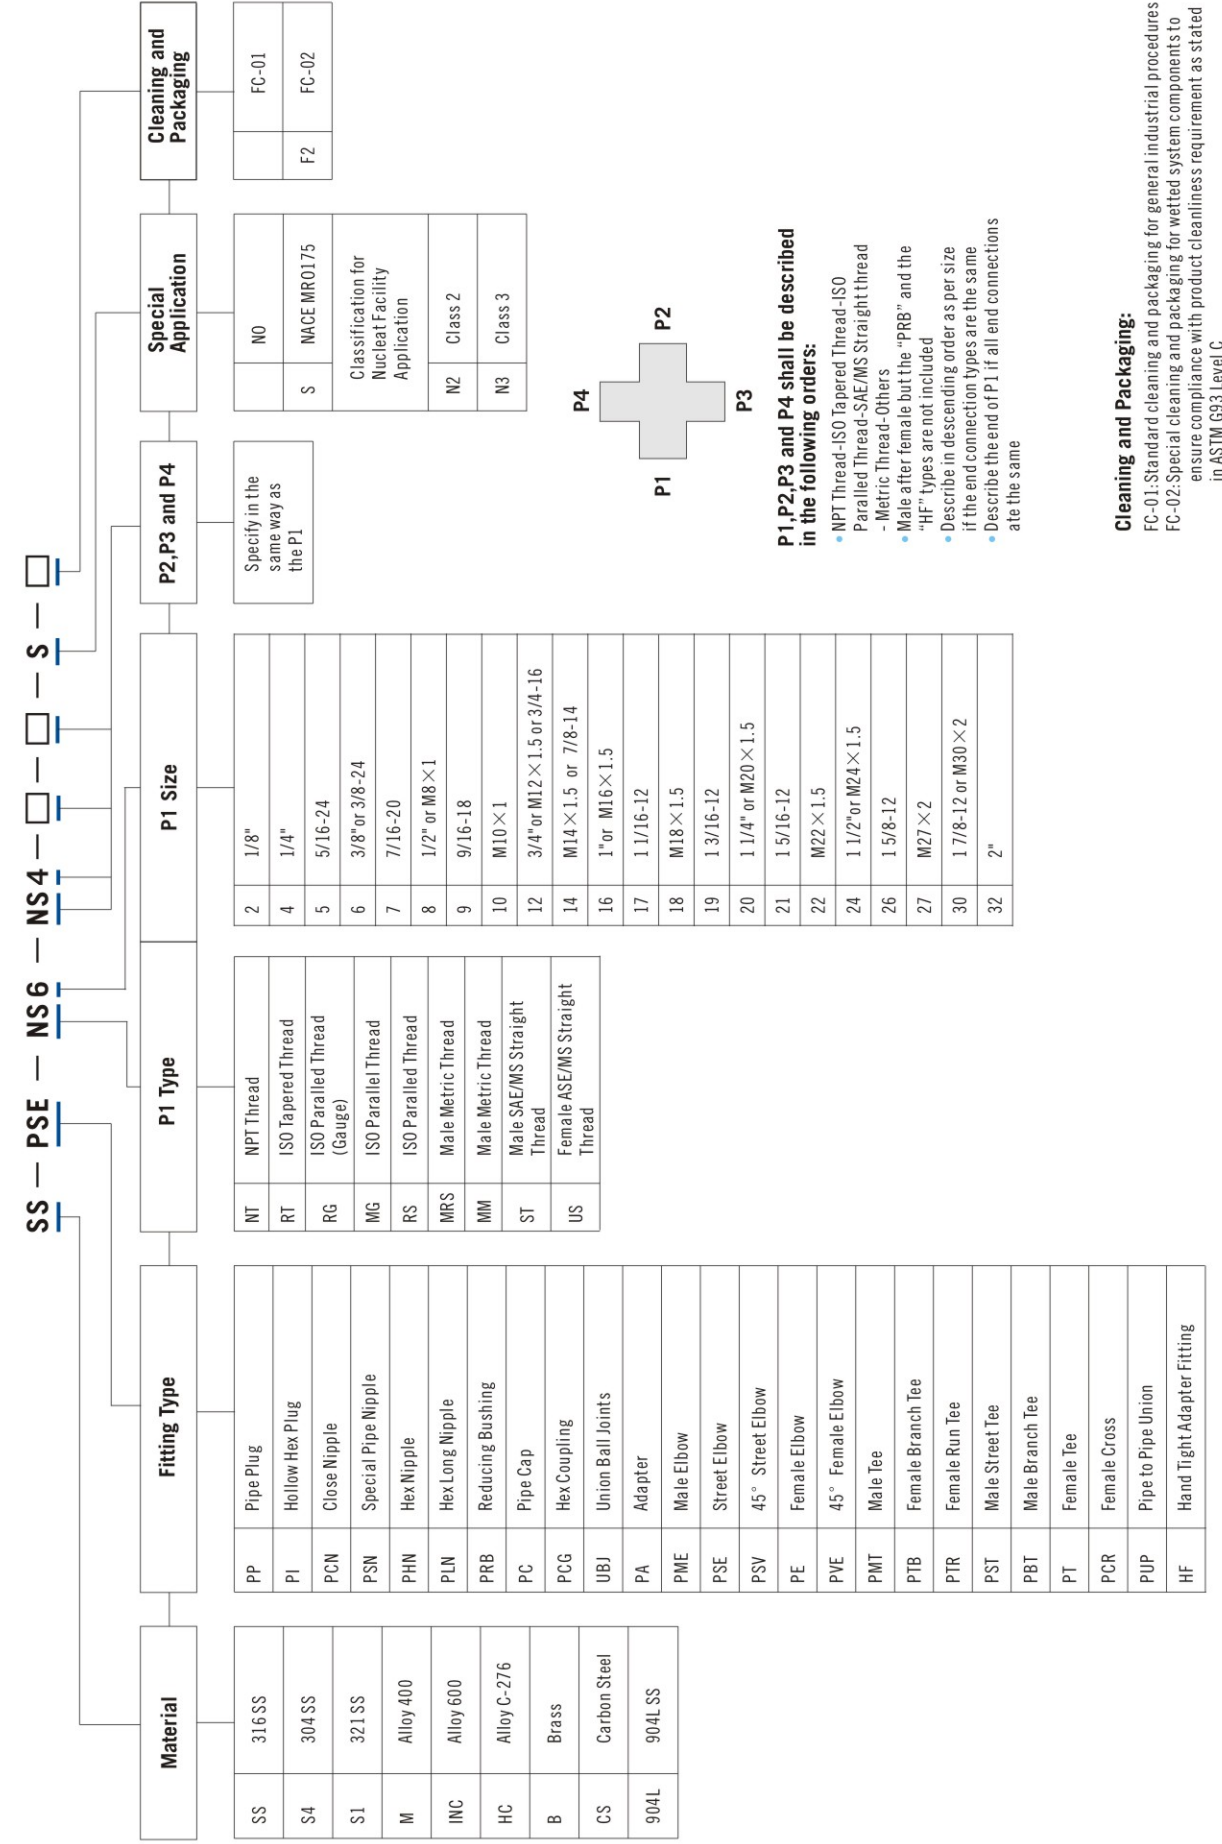 SS — PSE — NS 6 — NS 4 — □ — □ — S — □
Material
SS 316 SS
S4 304 SS
S1 321 SS
M Alloy 400
INC Alloy 600
HC Alloy C-276
B Brass
CS Carbon Steel
904L 904L SS
Fitting Type
PP Pipe Plug
PI Hollow Hex Plug
PCN Close Nipple
PSN Special Pipe Nipple
PHN Hex Nipple
PLN Hex Long Nipple
PRB Reducing Bushing
PC Pipe Cap
PCG Hex Coupling
UBJ Union Ball Joints
PA Adapter
PME Male Elbow
PSE Street Elbow
PSV 45° Street Elbow
PE Female Elbow
PVE 45° Female Elbow
PMT Male Tee
PTB Female Branch Tee
PTR Female Run Tee
PST Male Street Tee
PBT Male Branch Tee
PT Female Tee
PCR Female Cross
PUP Pipe to Pipe Union
HF Hand Tight Adapter Fitting
P1 Type
NT NPT Thread
RT ISO Tapered Thread
RG ISO Paralled Thread
(Gauge)
MG ISO Parallel Thread
RS ISO Paralled Thread
MRS Male Metric Thread
MM Male Metric Thread
ST Male SAE/MS Straight
Thread
US Female ASE/MS Straight
Thread
P1 Size
2 1/8"
4 1/4"
5 5/16-24
6 3/8"or 3/8-24
7 7/16-20
8 1/2" or M8×1
9 9/16-18
10 M10×1
12 3/4"or M12×1.5 or 3/4-16
14 M14×1.5 or 7/8-14
16 1"or M16×1.5
17 1 1/16-12
18 M18×1.5
19 1 3/16-12
20 1 1/4" or M20×1.5
21 1 5/16-12
22 M22×1.5
24 1 1/2"or M24×1.5
26 1 5/8-12
27 M27×2
30 1 7/8-12 or M30×2
32 2"
P2,P3 and P4
Specify in the
same way as
the P1
Special
Application
NO
S NACE MR0175
Classification for
Nucleat Facility
Application
N2 Class 2
N3 Class 3
Cleaning and
Packaging
FC-01
F2 FC-02
P4
P1
P2
P3
P1,P2,P3 and P4 shall be described
in the following orders:
• NPT Thread-ISO Tapered Thread-ISO
Paralled Thread-SAE/MS Straight thread
- Metric Thread-Others
• Male after female but the “PRB” and the
“HF” types are not included
• Describe in descending order as per size
if the end connection types are the same
• Describe the end of P1 if all end connections
ate the same
Cleaning and Packaging:
FC-01:Standard cleaning and packaging for general industrial procedures
FC-02:Special cleaning and packaging for wetted system components to
ensure compliance with product cleanliness requirement as stated
in ASTM G93 Level C